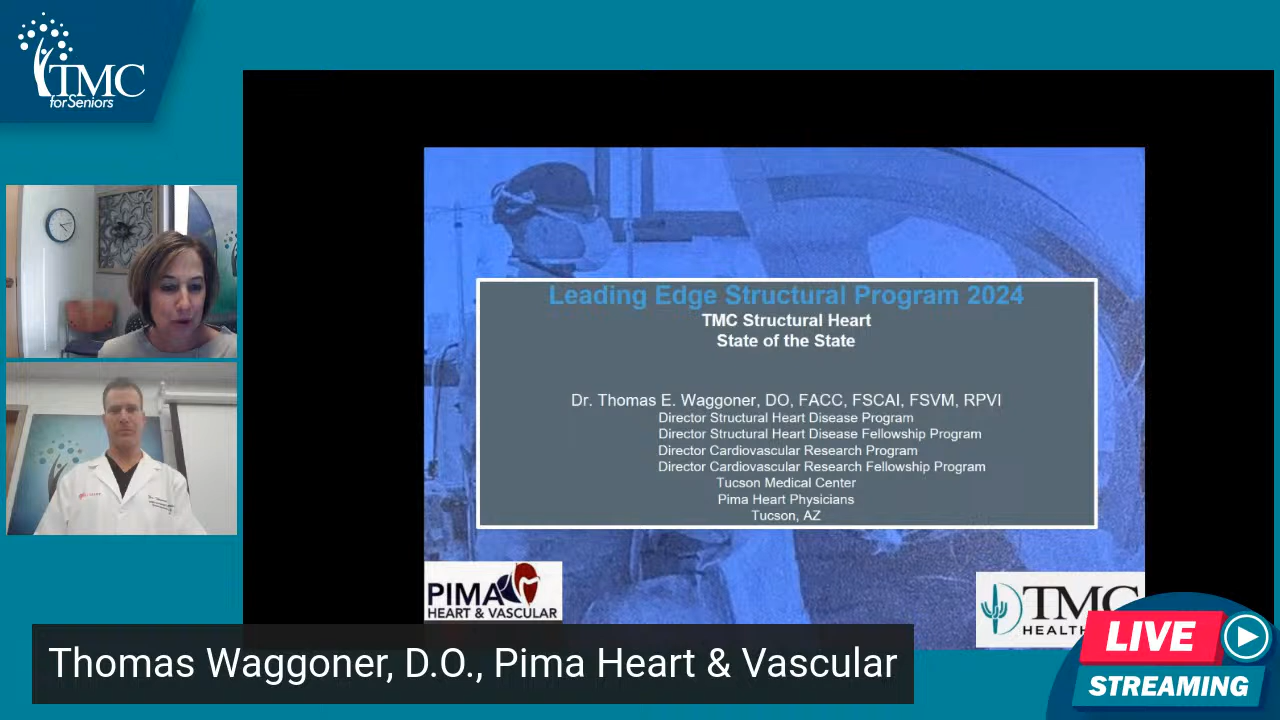 TMC
for Seniors
Leading Edge Structural Program 2024
TMC Structural Heart
State of the State
Dr. Thomas E. Waggoner, DO, FACC, FSCAI, FSVM, RPVI
Director Structural Heart Disease Program
Director Structural Heart Disease Fellowship Program
Director Cardiovascular Research Program
Director Cardiovascular Research Fellowship Program
Tucson Medical Center
Pima Heart Physicians
Tucson, AZ
PIMA
HEART & VASCULAR
TMC
HEALTH
LIVE
STREAMING
Thomas Waggoner, D.O., Pima Heart & Vascular